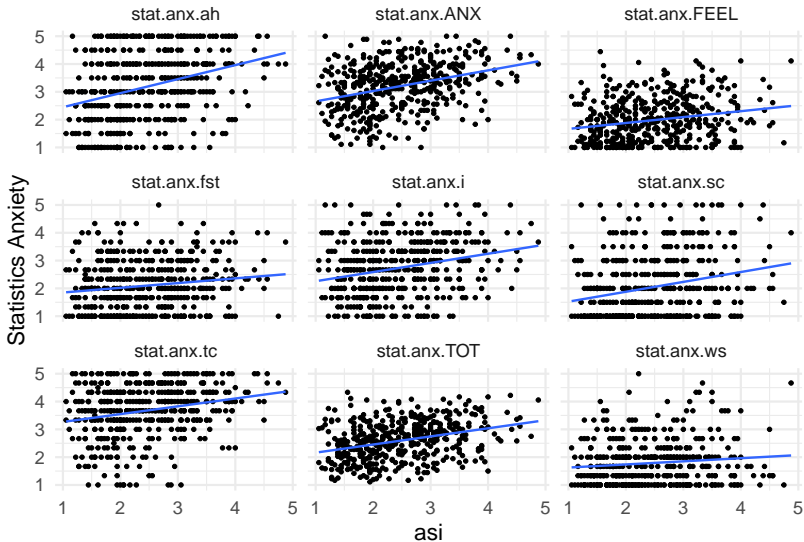 stat.anx.ah stat.anx.ANX stat.anx.FEEL
5
4
3
2
1
stat.anx.fst stat.anx.i stat.anx.sc
5
4
3
2
1
stat.anx.tc stat.anx.TOT stat.anx.ws
5
4
3
2
1
Statistics Anxiety
1 2 3 4 5 1 2 3 4 5 1 2 3 4 5
asi